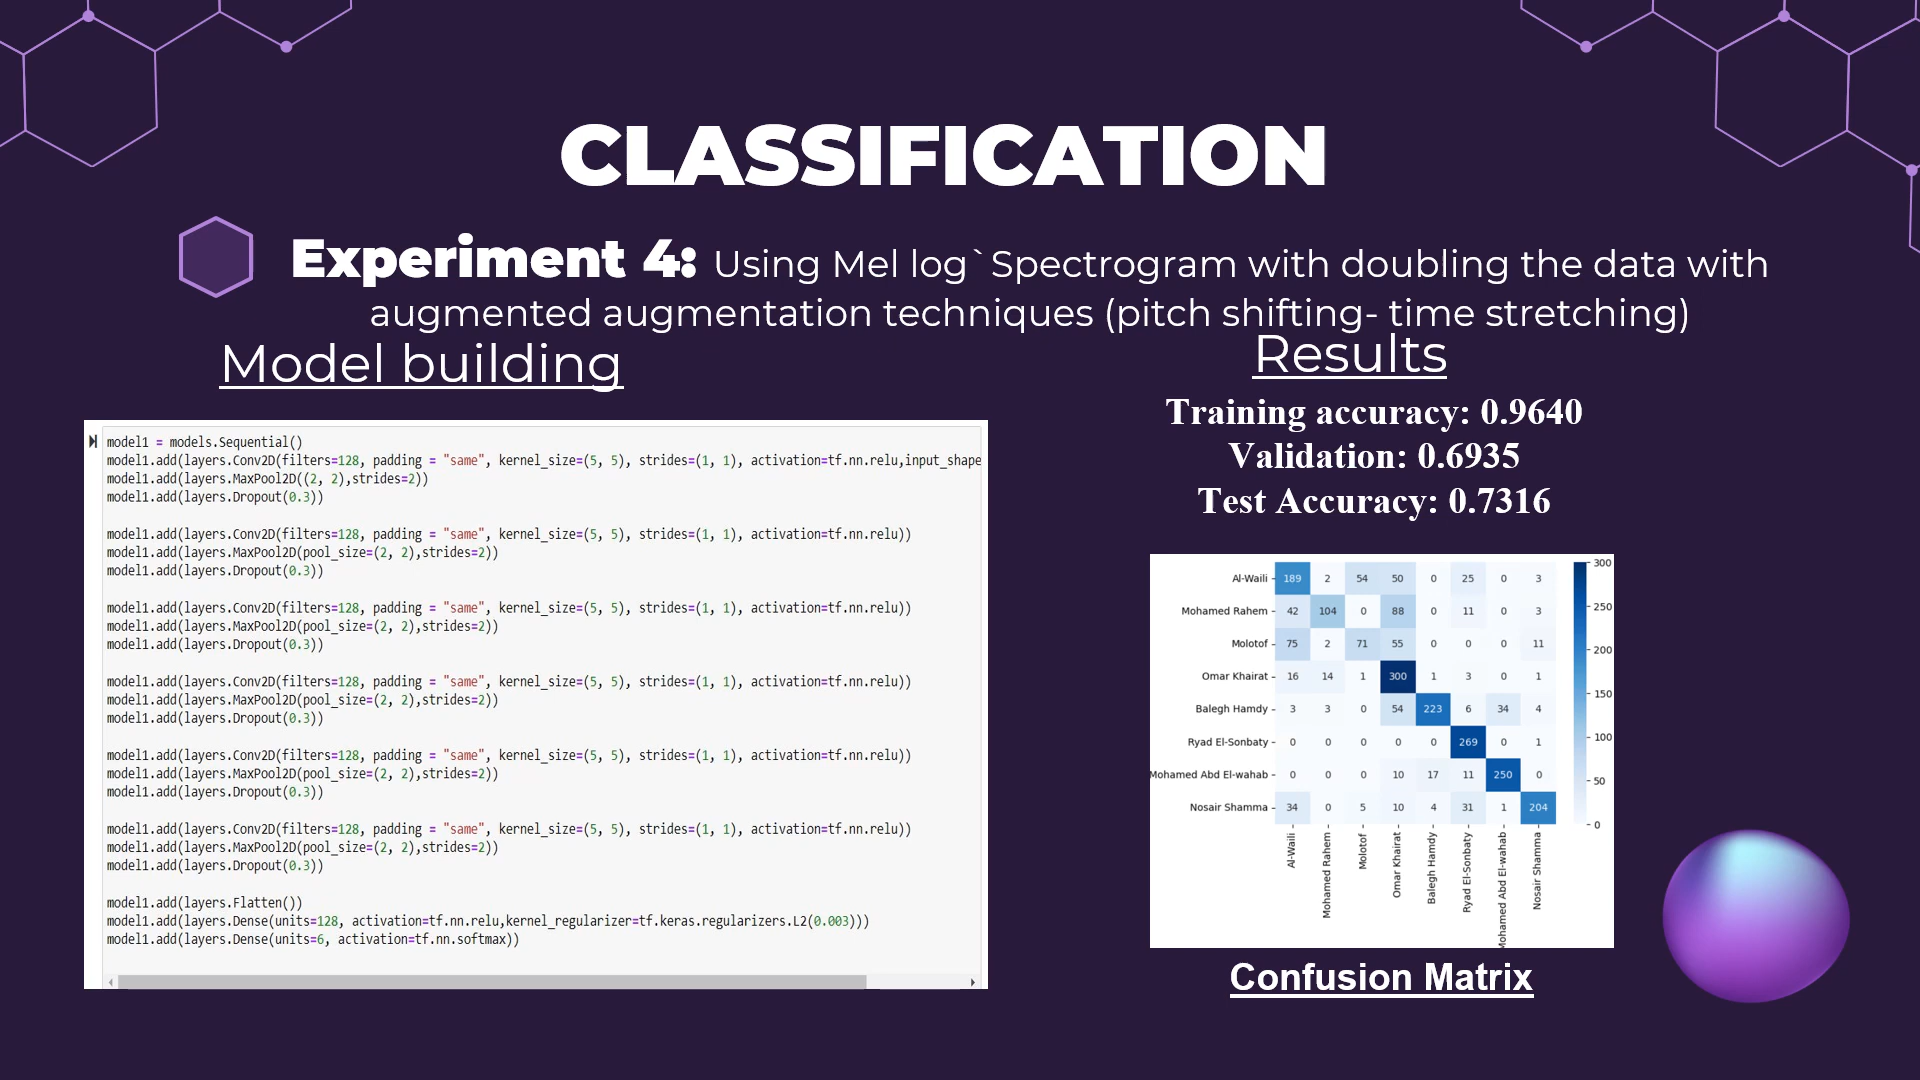 CLASSIFICATION
Experiment 4: Using Mel log`Spectrogram with doubling the data with
augmented augmentation techniques (pitch shifting- time stretching)
Model building
model1 = models.Sequential()
model1.add(layers.Conv2D(filters=128, padding = "same", kernel_size=(5, 5), strides=(1, 1), activation=tf.nn.relu,input_shape
model1.add(layers.MaxPool2D((2, 2),strides=2))
model1.add(layers.Dropout(0.3))
model1.add(layers.Conv2D(filters=128, padding = "same", kernel_size=(5, 5), strides=(1, 1), activation=tf.nn.relu))
model1.add(layers.MaxPool2D(pool_size=(2, 2),strides=2))
model1.add(layers.Dropout(0.3))
model1.add(layers.Conv2D(filters=128, padding = "same", kernel_size=(5, 5), strides=(1, 1), activation=tf.nn.relu))
model1.add(layers.MaxPool2D(pool_size=(2, 2),strides=2))
model1.add(layers.Dropout(0.3))
model1.add(layers.Conv2D(filters=128, padding = "same", kernel_size=(5, 5), strides=(1, 1), activation=tf.nn.relu))
model1.add(layers.MaxPool2D(pool_size=(2, 2),strides=2))
model1.add(layers.Dropout(0.3))
model1.add(layers.Conv2D(filters=128, padding = "same", kernel_size=(5, 5), strides=(1, 1), activation=tf.nn.relu))
model1.add(layers.MaxPool2D(pool_size=(2, 2),strides=2))
model1.add(layers.Dropout(0.3))
model1.add(layers.Conv2D(filters=128, padding = "same", kernel_size=(5, 5), strides=(1, 1), activation=tf.nn.relu))
model1.add(layers.MaxPool2D(pool_size=(2, 2),strides=2))
model1.add(layers.Dropout(0.3))
model1.add(layers.Flatten())
model1.add(layers.Dense(units=128, activation=tf.nn.relu,kernel_regularizer=tf.keras.regularizers.L2(0.003)))
model1.add(layers.Dense(units=6, activation=tf.nn.softmax))
Results
Training accuracy: 0.9640
Validation: 0.6935
Test Accuracy: 0.7316
Al-Waili 189 2 54 50 0 25 0 3
Mohamed Rahem 42 104 0 88 0 11 0 3
Molotof 75 2 71 55 0 0 0 11
Omar Khairat 16 14 1 300 1 3 0 1
Balegh Hamdy 3 3 0 54 223 6 34 4
Ryad El-Sonbaty 0 0 0 0 0 269 0 1
Mohamed Abd El-wahab 0 0 0 10 17 11 250 0
Nosair Shamma 34 0 5 10 4 31 1 204
Al-Waili
Mohamed Rahem
Molotof
Omar Khairat
Balegh Hamdy
Ryad El-Sonbaty
Mohamed Abd El-wahab
Nosair Shamma
300
250
200
150
100
50
0
Confusion Matrix